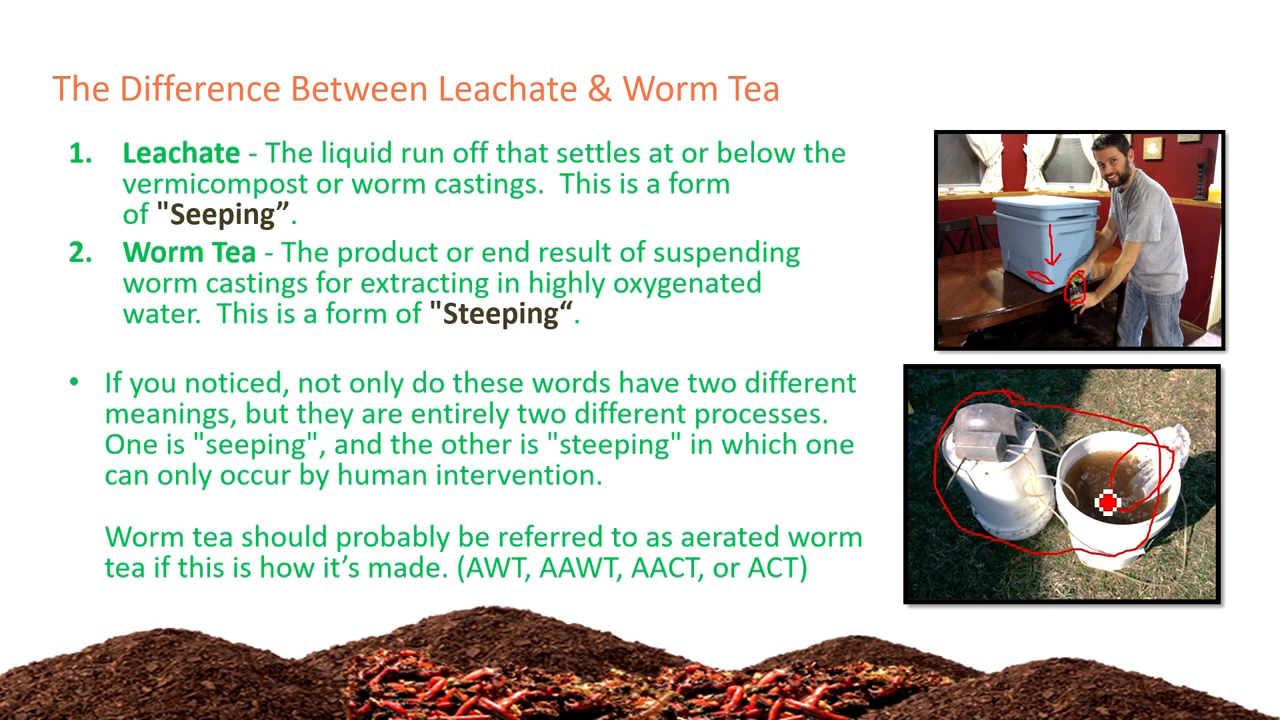 The Difference Between Leachate & Worm Tea
1. Leachate - The liquid run off that settles at or below the
vermicompost or worm castings.  This is a form
of "Seeping”.
2. Worm Tea - The product or end result of suspending
worm castings for extracting in highly oxygenated
water.  This is a form of "Steeping“.
• If you noticed, not only do these words have two different
meanings, but they are entirely two different processes.
One is "seeping", and the other is "steeping" in which one
can only occur by human intervention.
Worm tea should probably be referred to as aerated worm
tea if this is how it’s made. (AWT, AAWT, AACT, or ACT)